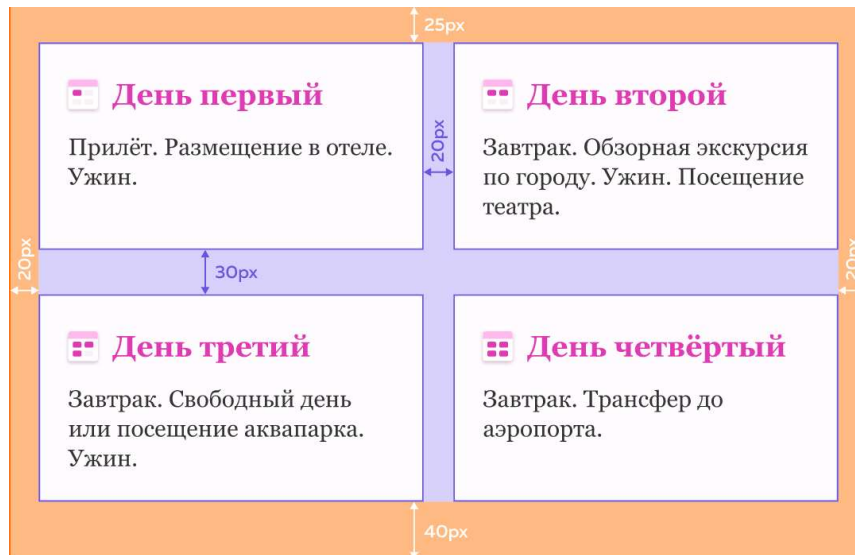 25px
День первый
Прилёт. Размещение в отеле.
Ужин.
20px
День второй
Завтрак. Обзорная экскурсия
по городу. Ужин. Посещение
театра.
20px
30px
20px
День третий
Завтрак. Свободный день
или посещение аквапарка.
Ужин.
День четвёртый
Завтрак. Трансфер до
аэропорта.
40px